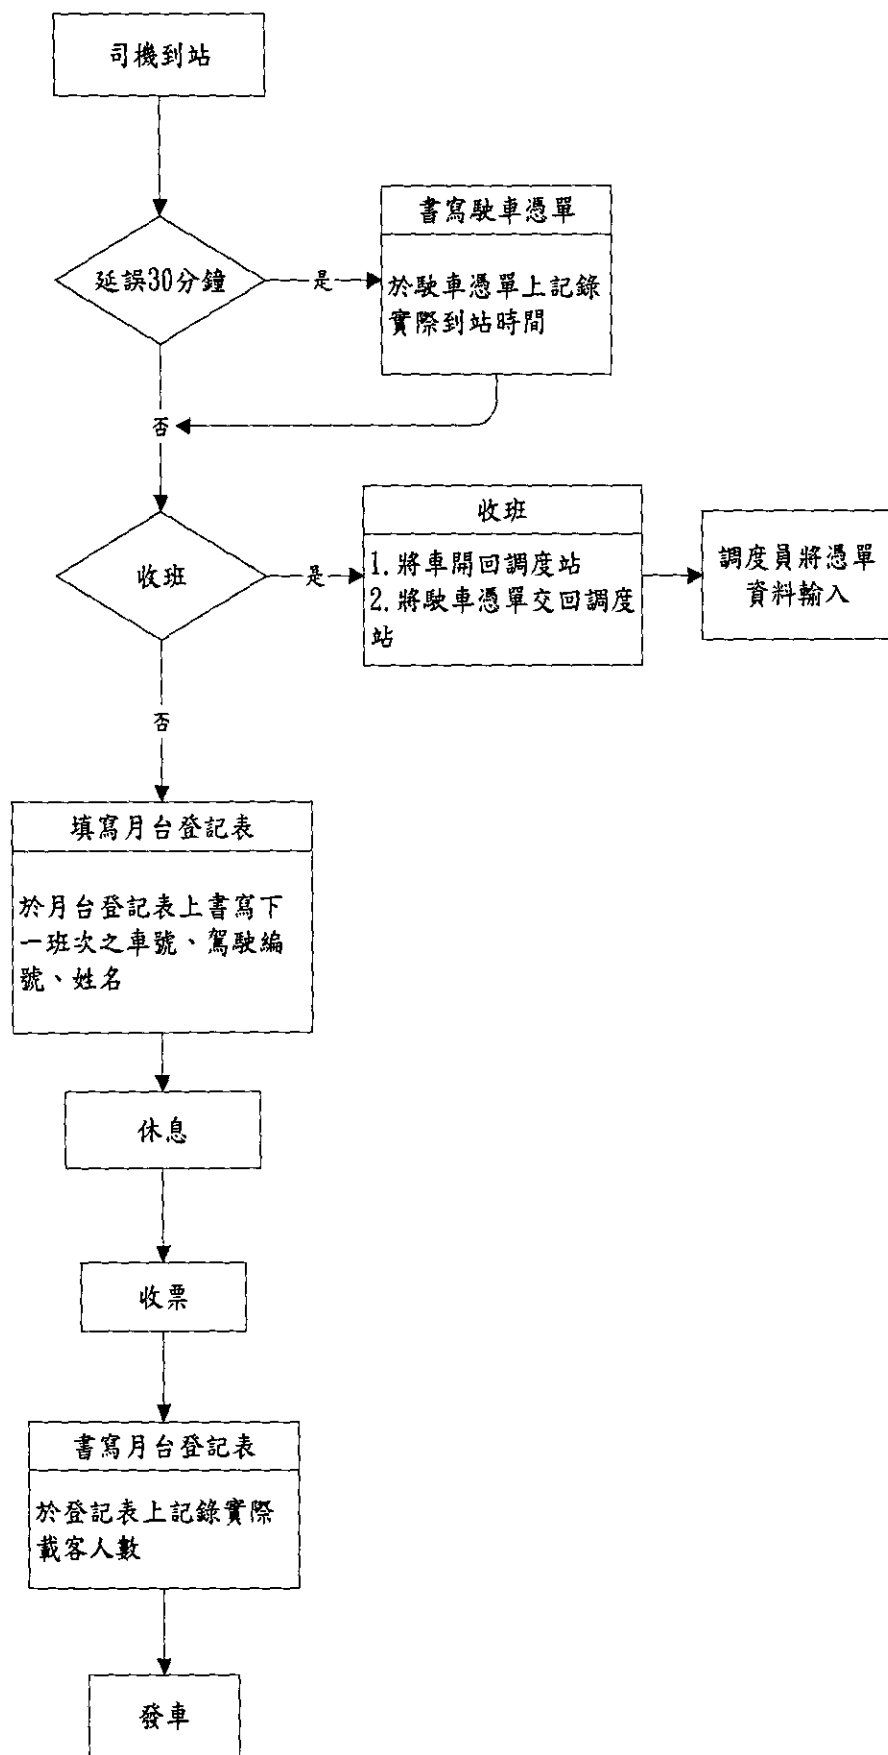 司機到站
延誤30分鐘
是
書寫駛車憑單
於駛車憑單上記錄
實際到站時間
否
收班
是
收班
1.將車開回調度站
2.將駛車憑單交回調度
站
調度員將憑單
資料輸入
否
填寫月台登記表
於月台登記表上書寫下
一班次之車號、駕駛編
號、姓名
休息
收票
書寫月台登記表
於登記表上記錄實際
載客人數
發車